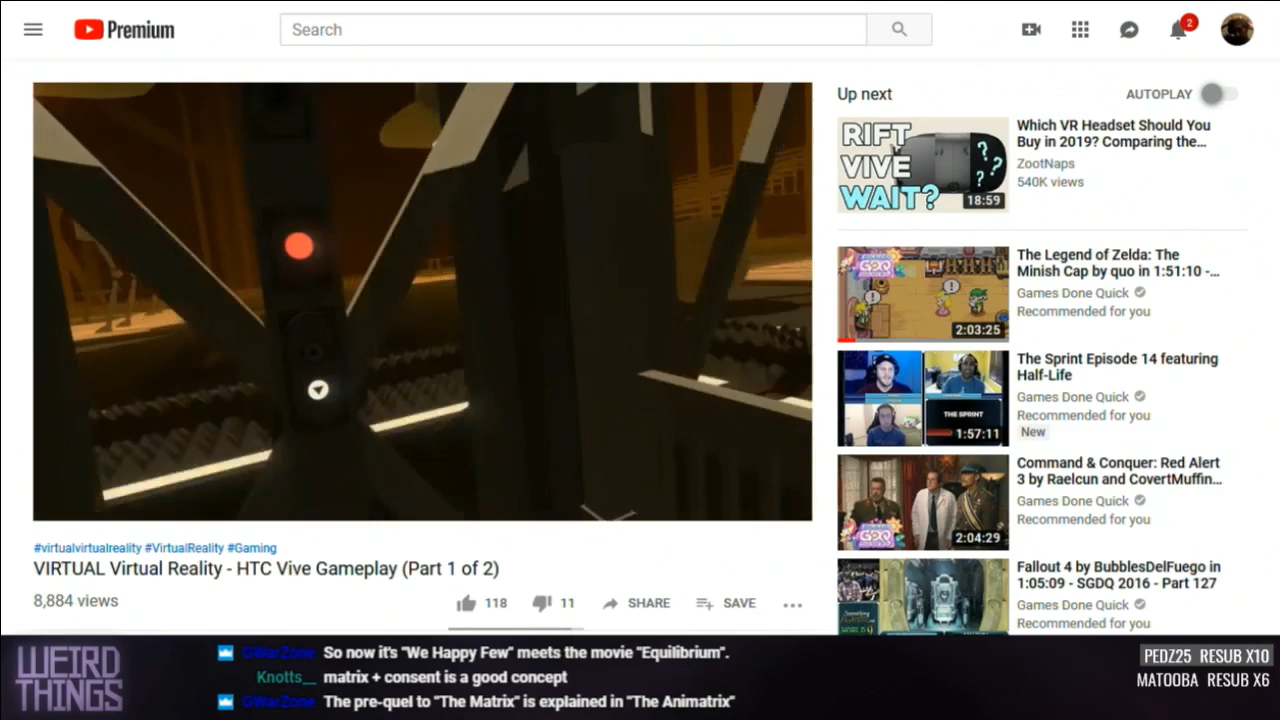 Premium
Search
2
Up next
AUTOPLAY
RIFT
VIVE
WAIT?
? ? ?
18:59
Which VR Headset Should You
Buy in 2019? Comparing the...
ZootNaps
540K views
GDQ
! !
2:03:25
The Legend of Zelda: The
Minish Cap by quo in 1:51:10 -...
Games Done Quick
Recommended for you
THE SPRINT
1:57:11
The Sprint Episode 14 featuring
Half-Life
Games Done Quick
Recommended for you
New
GDQ
2:04:29
Command & Conquer: Red Alert
3 by Raelcun and CovertMuffin...
Games Done Quick
Recommended for you
Fallout 4 by BubblesDelFuego in
1:05:09 - SGDQ 2016 - Part 127
Games Done Quick
Recommended for you
#virtualvirtualreality #VirtualReality #Gaming
VIRTUAL Virtual Reality - HTC Vive Gameplay (Part 1 of 2)
8,884 views
118 11 SHARE SAVE
WEIRD
THINGS
GWarZone So now it's "We Happy Few" meets the movie "Equilibrium".
Knotts__ matrix + consent is a good concept
GWarZone The pre-quel to "The Matrix" is explained in "The Animatrix"
PEDZ25 RESUB X10
MATOOBA RESUB X6